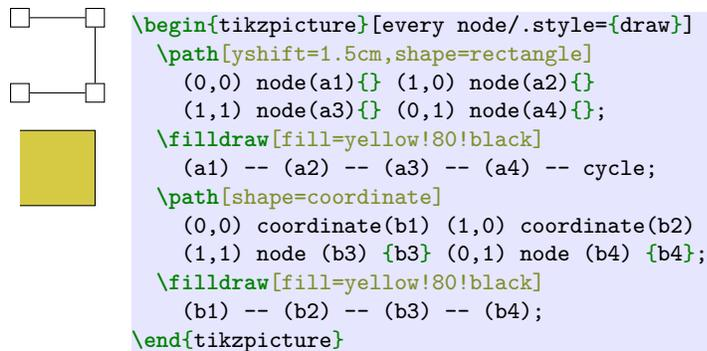 \begin{tikzpicture}[every node/.style={draw}]
\path[yshift=1.5cm,shape=rectangle]
(0,0) node(a1){} (1,0) node(a2){}
(1,1) node(a3){} (0,1) node(a4){};
\filldraw[fill=yellow!80!black]
(a1) -- (a2) -- (a3) -- (a4) -- cycle;
\path[shape=coordinate]
(0,0) coordinate(b1) (1,0) coordinate(b2)
(1,1) node (b3) {b3} (0,1) node (b4) {b4};
\filldraw[fill=yellow!80!black]
(b1) -- (b2) -- (b3) -- (b4);
\end{tikzpicture}